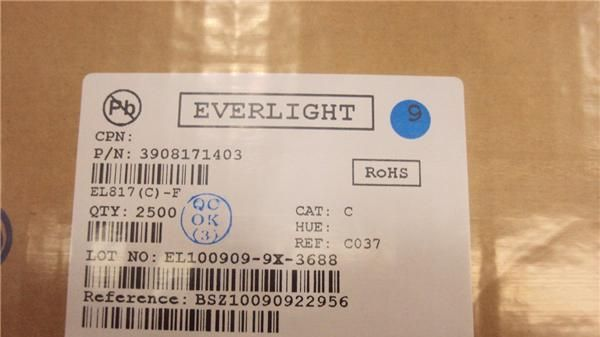 Pb
EVERLIGHT
9
CPN:
P/N: 3908171403
RoHS
EL817(C)-F
QTY: 2500
QC
OK
(3)
CAT: C
HUE:
REF: C037
LOT NO: EL100909-9X-3688
Reference: BSZ10090922956